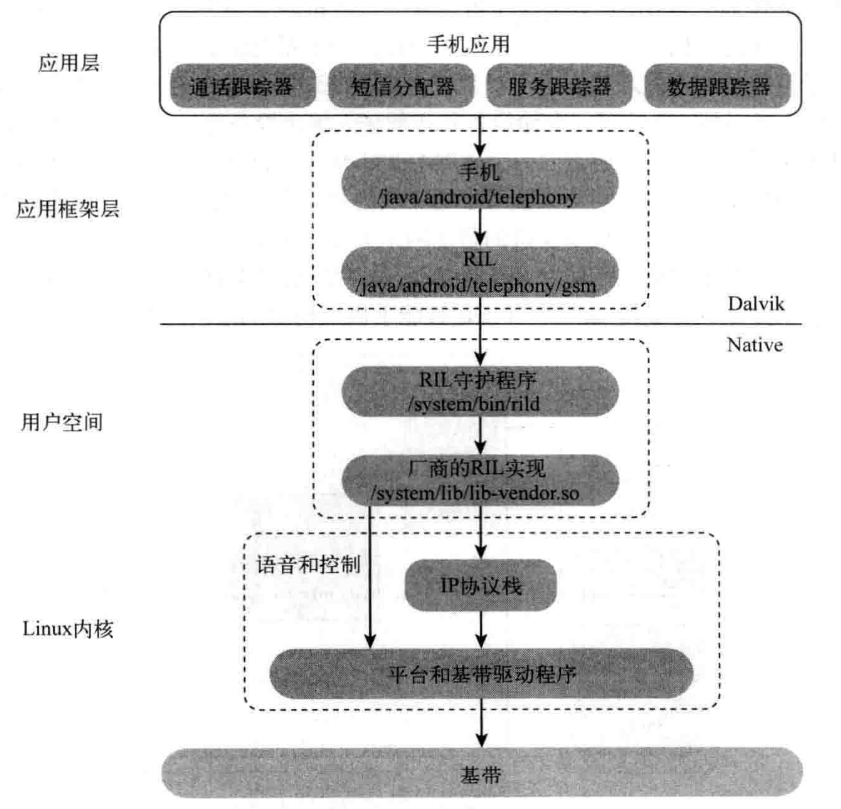 手机应用
应用层
通话跟踪器
短信分配器
服务跟踪器
数据跟踪器
手机
/java/android/telephony
应用框架层
RIL
/java/android/telephony/gsm
Dalvik
Native
RIL守护程序
/system/bin/rild
用户空间
厂商的RIL实现
/system/lib/lib-vendor.so
语音和控制
IP协议栈
Linux内核
平台和基带驱动程序
基带